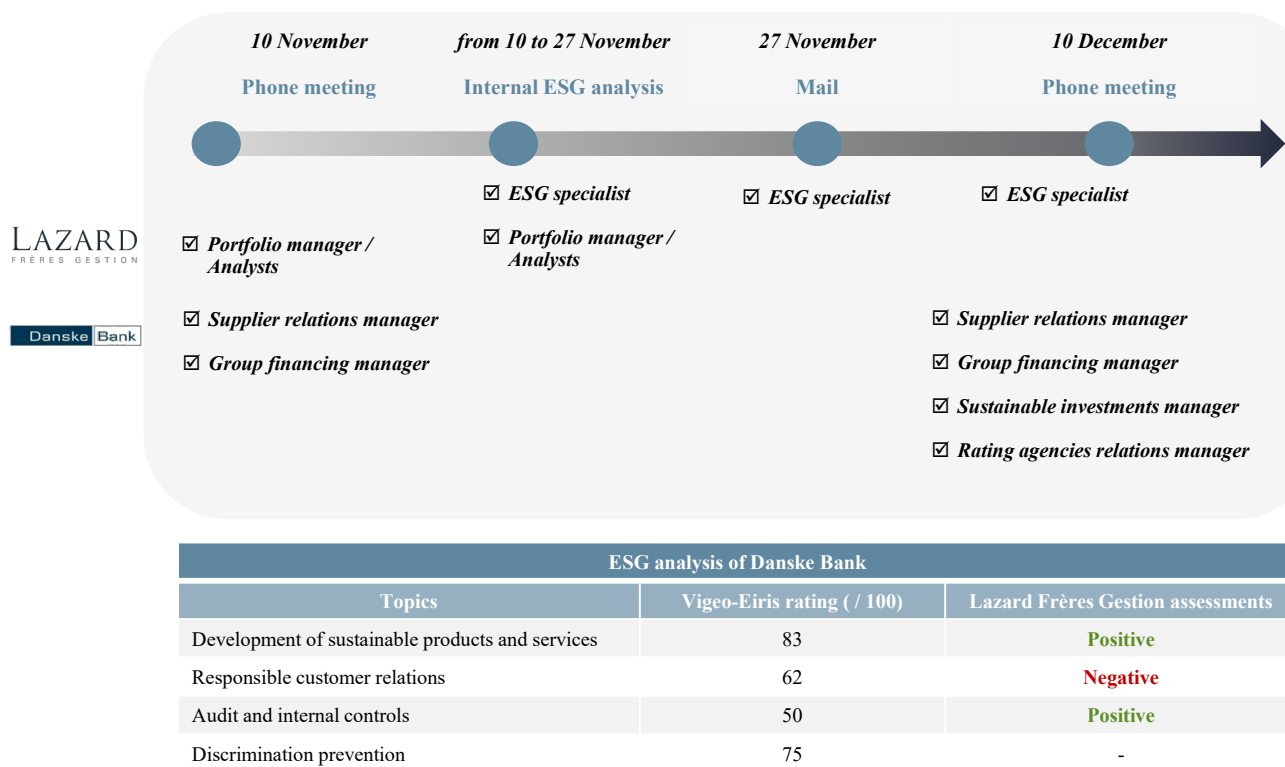 10 November from 10 to 27 November 27 November 10 December
Phone meeting Internal ESG analysis Mail Phone meeting
☑ ESG specialist ☑ ESG specialist ☑ ESG specialist
LAZARD
FRÈRES GESTION
☑ Portfolio manager /
Analysts
☑ Portfolio manager /
Analysts
Danske Bank
☑ Supplier relations manager ☑ Supplier relations manager
☑ Group financing manager ☑ Group financing manager
☑ Sustainable investments manager
☑ Rating agencies relations manager
ESG analysis of Danske Bank
Topics Vigeo-Eiris rating ( / 100) Lazard Frères Gestion assessments
Development of sustainable products and services 83 Positive
Responsible customer relations 62 Negative
Audit and internal controls 50 Positive
Discrimination prevention 75 -